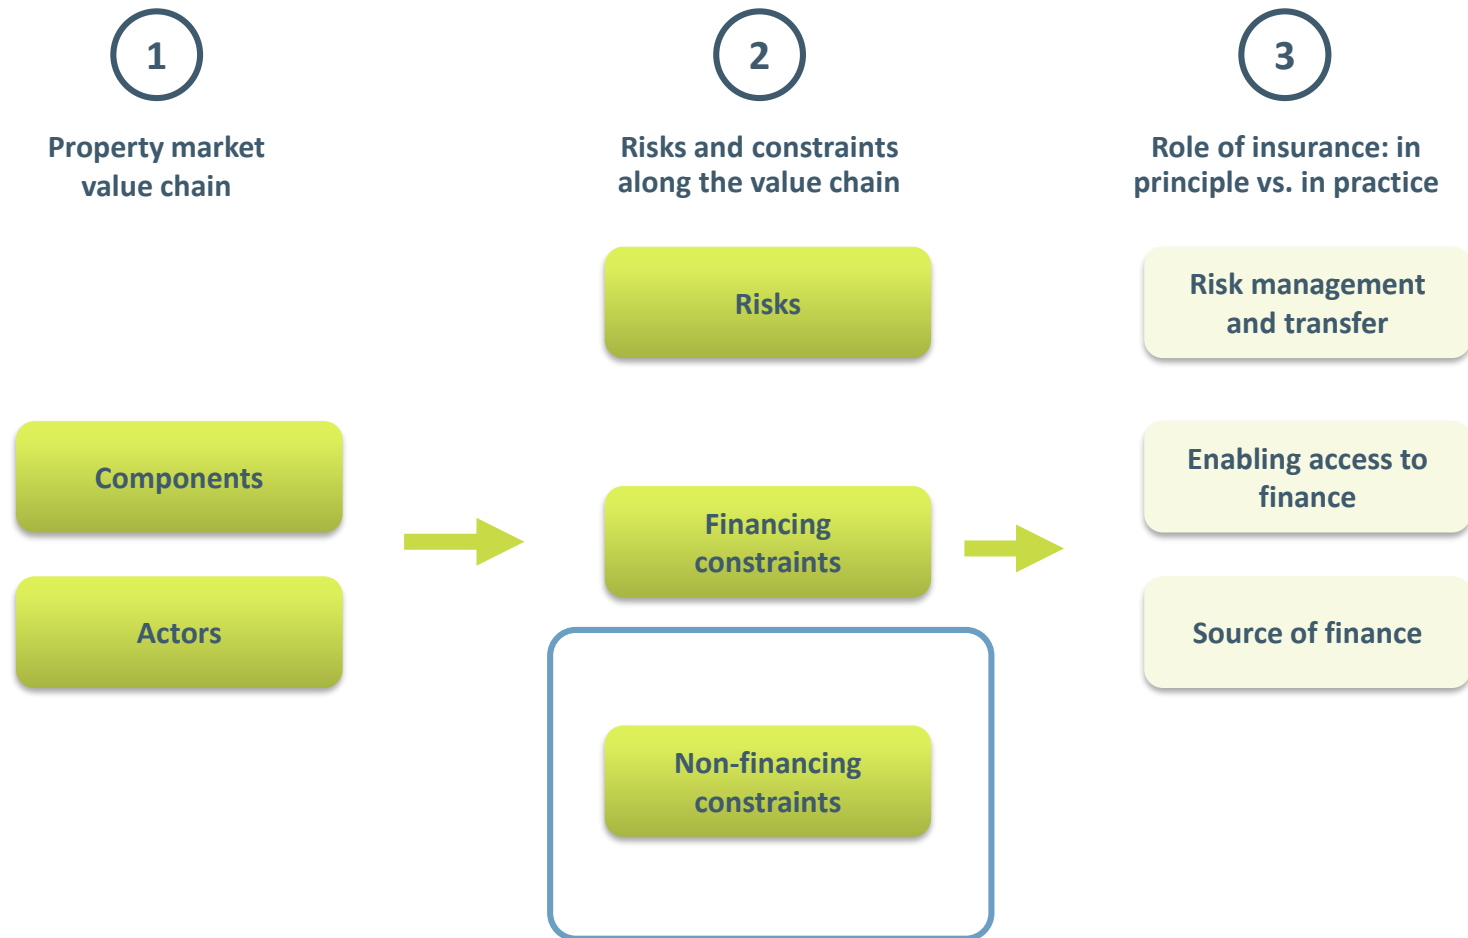 1
Property market
value chain
Components
Actors
2
Risks and constraints
along the value chain
Risks
Financing
constraints
Non-financing
constraints
3
Role of insurance: in
principle vs. in practice
Risk management
and transfer
Enabling access to
finance
Source of finance